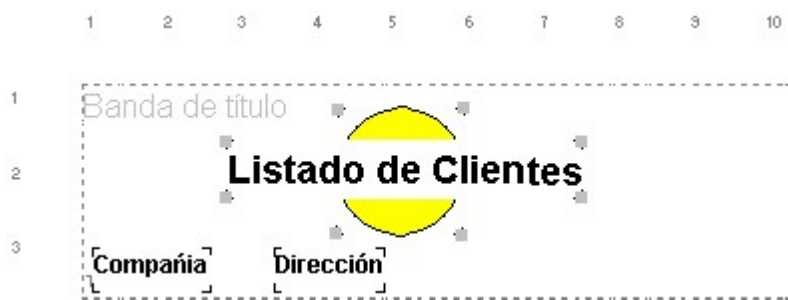 1 2 3 4 5 6 7 8 9 10
1
Banda de título
2
Listado de Clientes
3
Compañia Dirección